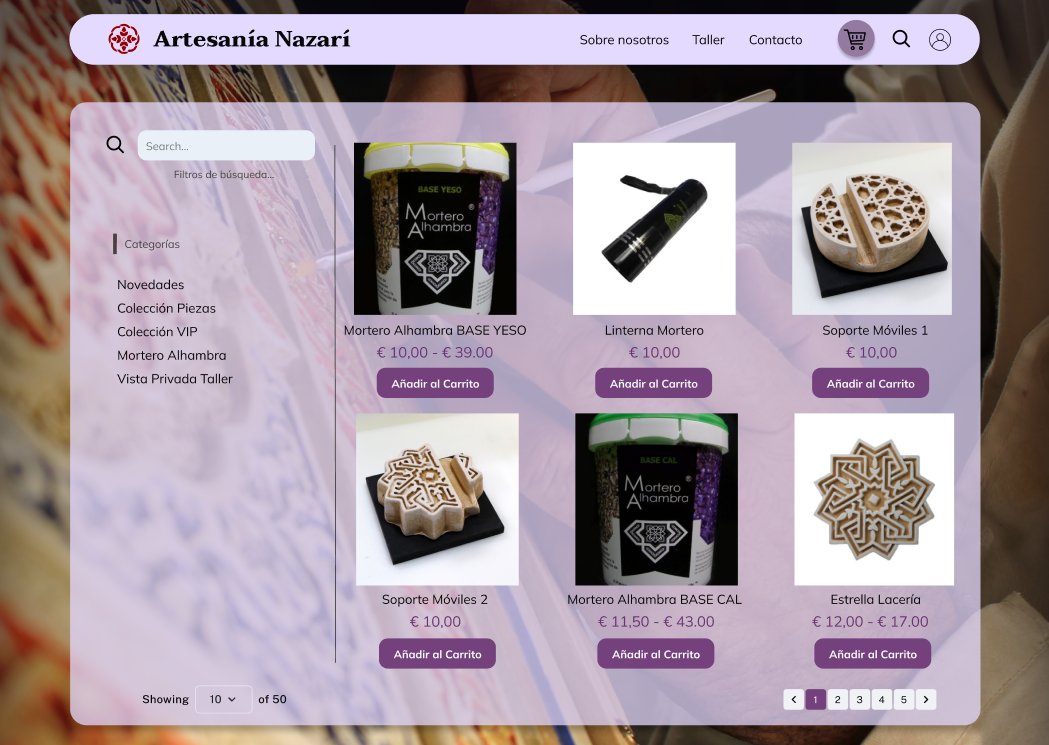 Artesanía Nazarí
Sobre nosotros Taller Contacto
Search...
Filtros de búsqueda...
Categorías
Novedades
Colección Piezas
Colección VIP
Mortero Alhambra
Vista Privada Taller
BASE YESO
Mortero ®
Alhambra
Mortero Alhambra BASE YESO
€ 10,00 - € 39.00
Añadir al Carrito
Linterna Mortero
€ 10,00
Añadir al Carrito
Soporte Móviles 1
€ 10,00
Añadir al Carrito
Soporte Móviles 2
€ 10,00
Añadir al Carrito
BASE CAL
Mortero ®
Alhambra
Mortero Alhambra BASE CAL
€ 11,50 - € 43.00
Añadir al Carrito
Estrella Lacería
€ 12,00 - € 17.00
Añadir al Carrito
Showing 10 of 50
1 2 3 4 5